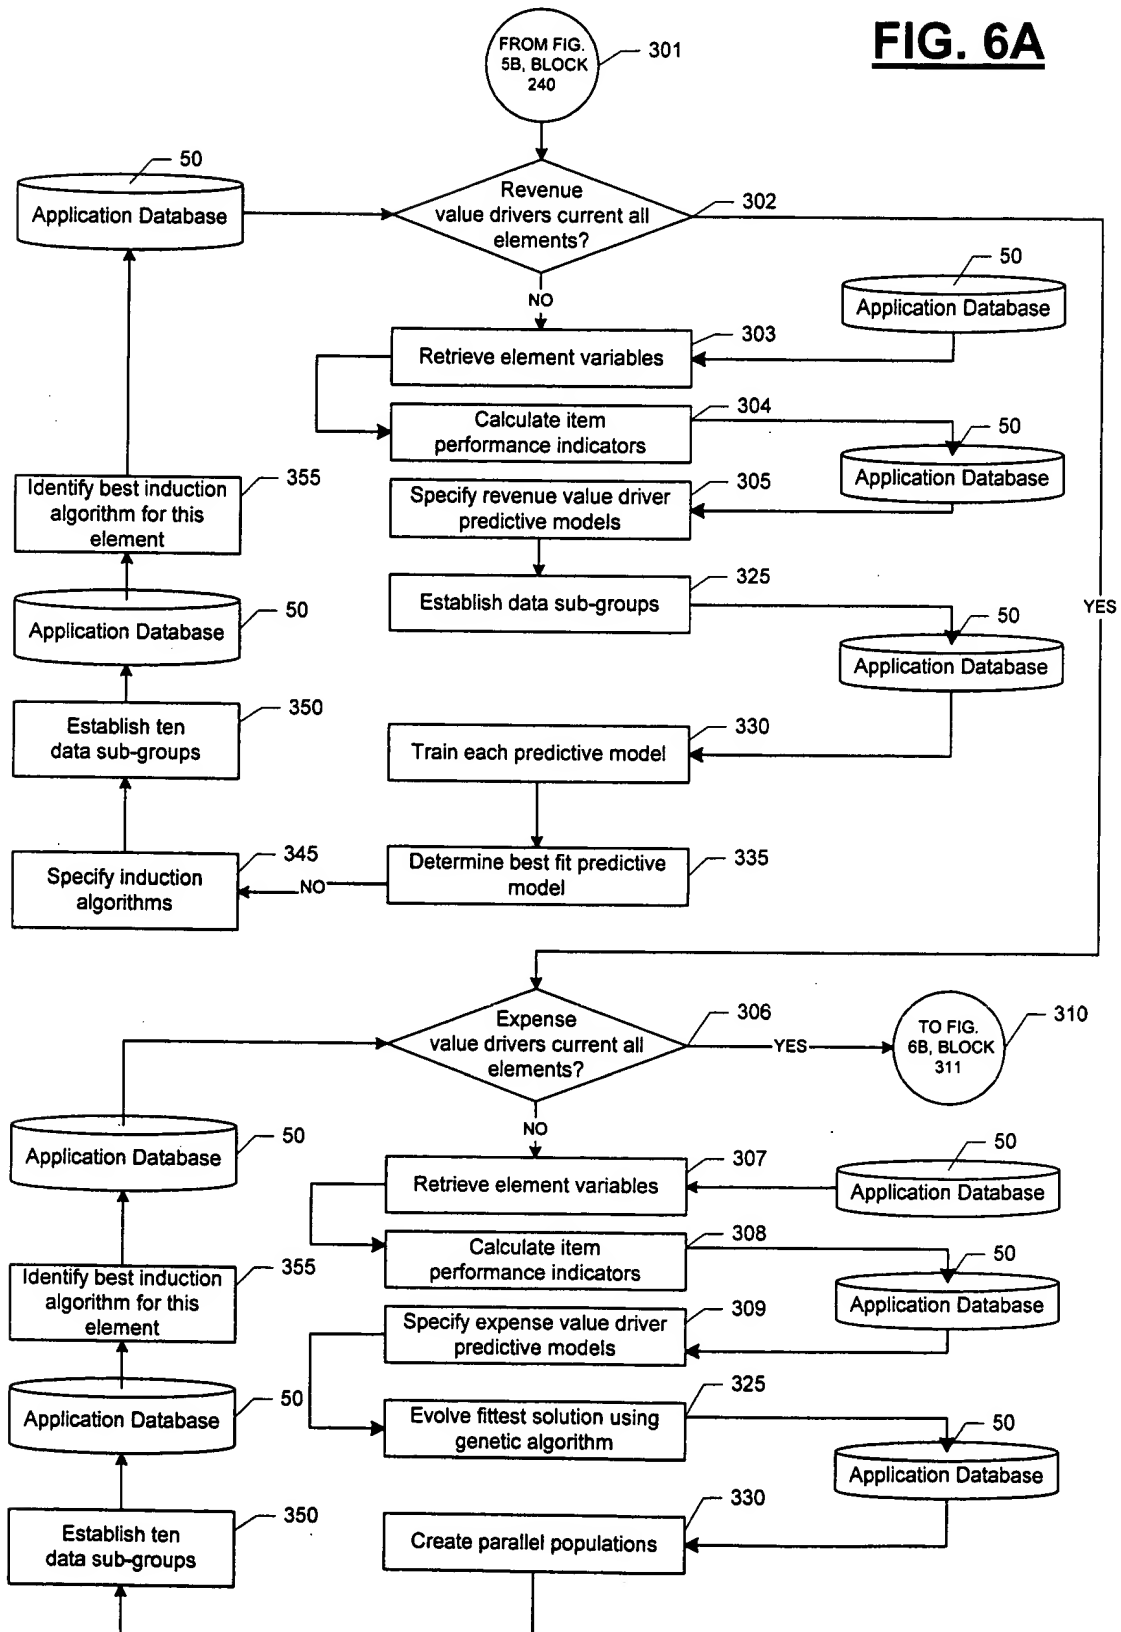 FIG. 6A
FROM FIG.
5B, BLOCK
240
301
50
Application Database
Revenue
value drivers current all
elements?
302
NO
50
Application Database
303
Retrieve element variables
304
Calculate item
performance indicators
50
Application Database
305
Specify revenue value driver
predictive models
355
Identify best induction
algorithm for this
element
325
Establish data sub-groups
YES
50
Application Database
50
Application Database
350
Establish ten
data sub-groups
330
Train each predictive model
345
Specify induction
algorithms
NO
Determine best fit predictive
model
335
Expense
value drivers current all
elements?
306
YES
TO FIG.
6B, BLOCK
311
310
NO
50
Application Database
307
Retrieve element variables
50
Application Database
308
Calculate item
performance indicators
50
Application Database
355
Identify best induction
algorithm for this
element
309
Specify expense value driver
predictive models
50
Application Database
325
Evolve fittest solution using
genetic algorithm
50
Application Database
350
Establish ten
data sub-groups
330
Create parallel populations